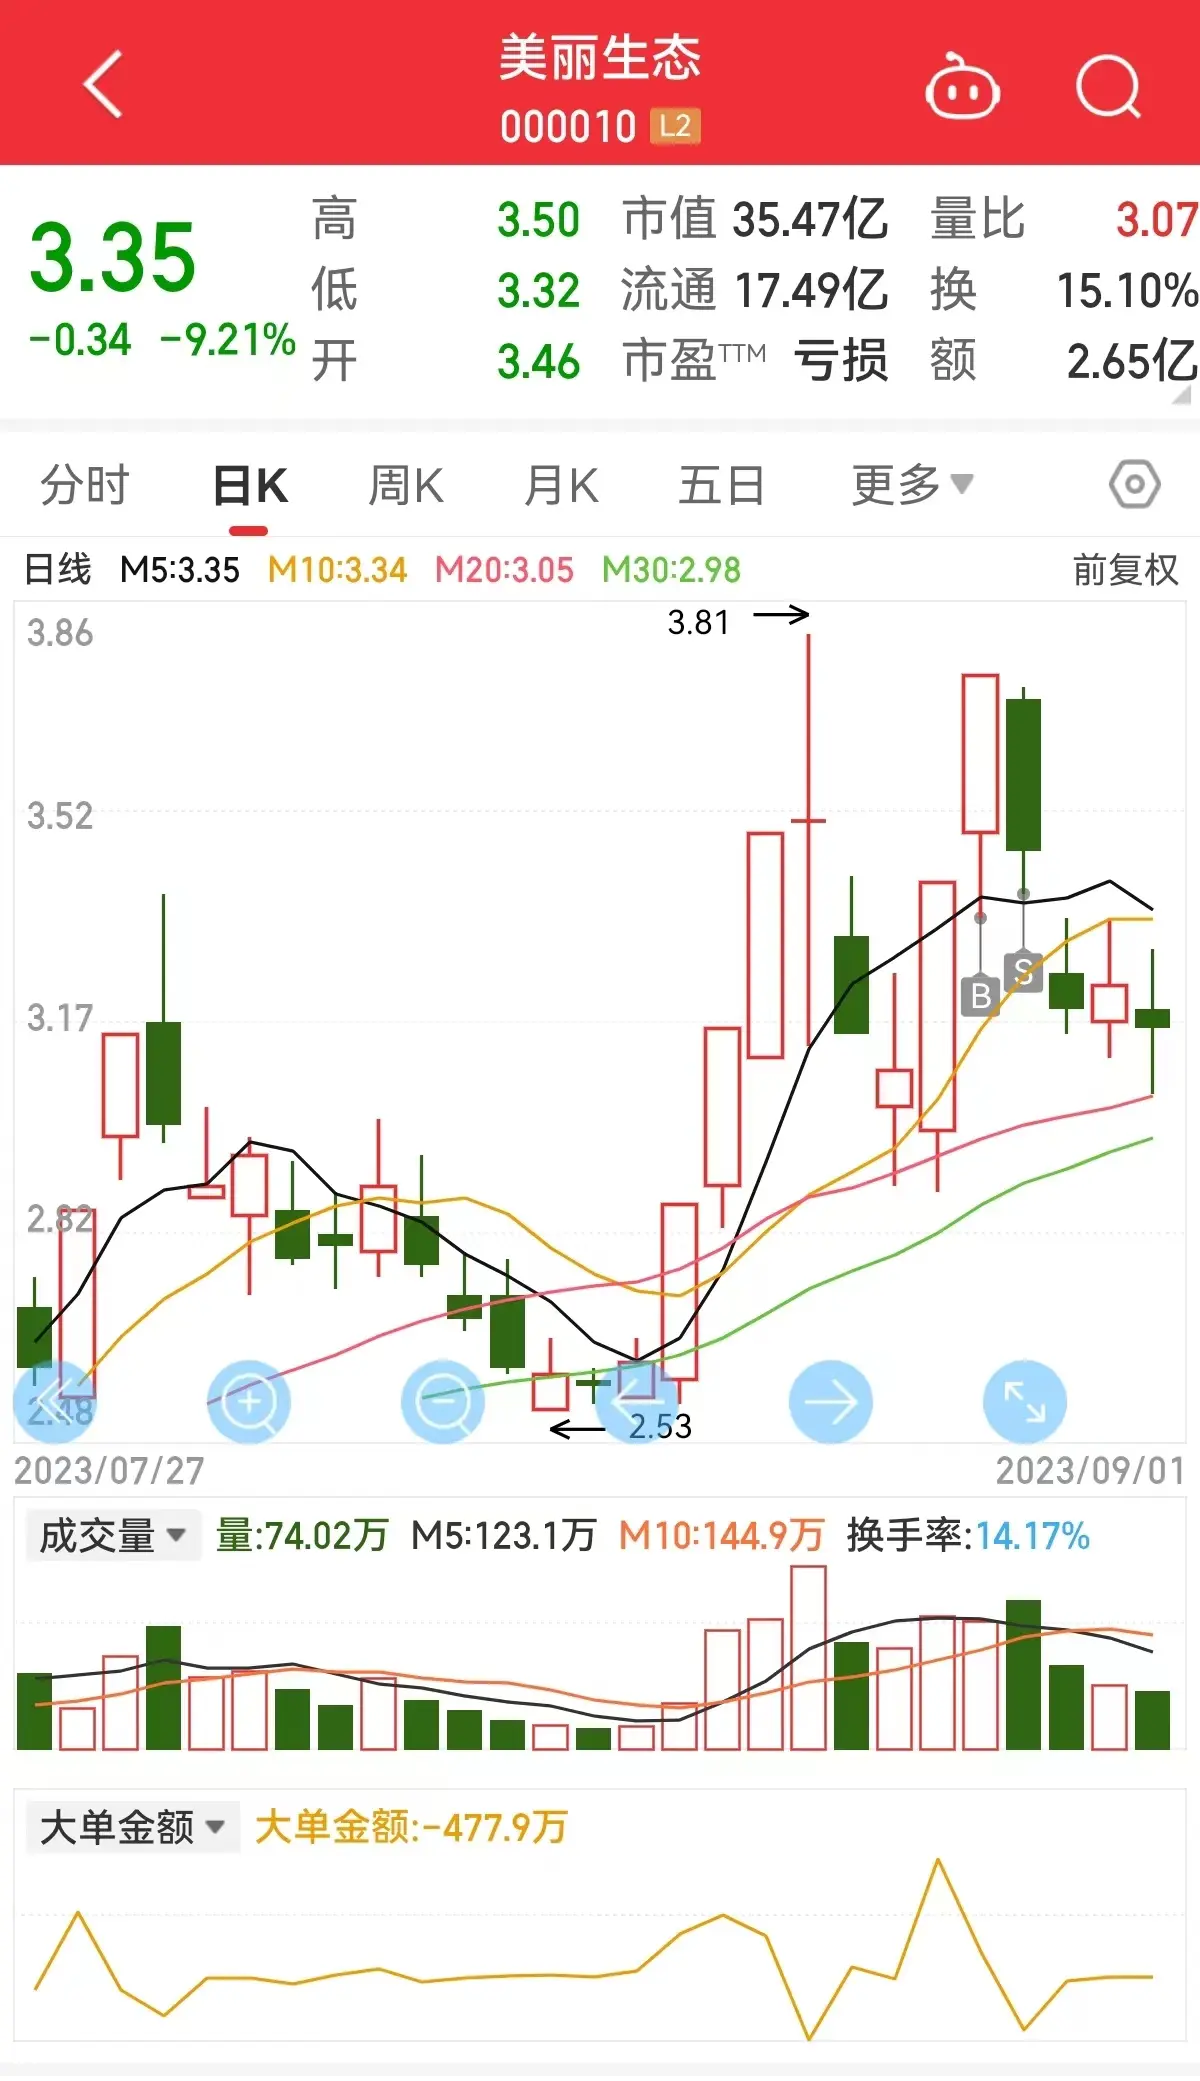 美丽生态
000010 L2
3.35
-0.34 -9.21%
高 3.50 市值 35.47亿 量比 3.07
低 3.32 流通 17.49亿 换 15.10%
开 3.46 市盈TTM 亏损 额 2.65亿
分时 日K 周K 月K 五日 更多
日线 M5:3.35 M10:3.34 M20:3.05 M30:2.98 前复权
3.86
3.81
3.52
3.17
B S
2.82
2.48
2.53
2023/07/27 2023/09/01
成交量 量:74.02万 M5:123.1万 M10:144.9万 换手率:14.17%
大单金额 大单金额:-477.9万